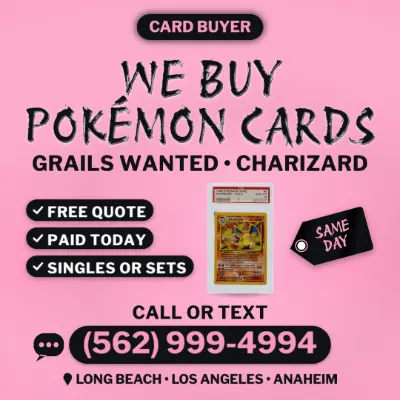 CARD BUYER
WE BUY
POKÉMON CARDS
GRAILS WANTED • CHARIZARD
FREE QUOTE
PAID TODAY
SINGLES OR SETS
SAME
DAY
CALL OR TEXT
(562) 999-4994
LONG BEACH • LOS ANGELES • ANAHEIM